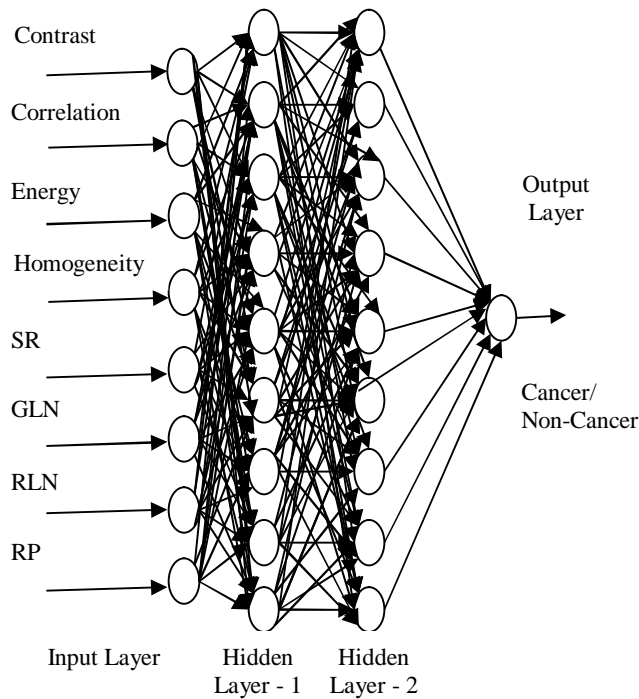 Contrast
Correlation
Energy
Homogeneity
SR
GLN
RLN
RP
Output
Layer
Cancer/
Non-Cancer
Input Layer
Hidden
Layer - 1
Hidden
Layer - 2